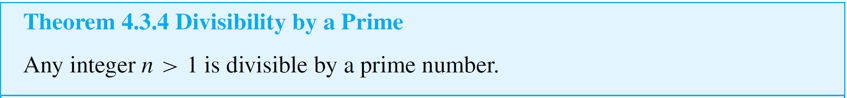 Theorem 4.3.4 Divisibility by a Prime
Any integer n > 1 is divisible by a prime number.